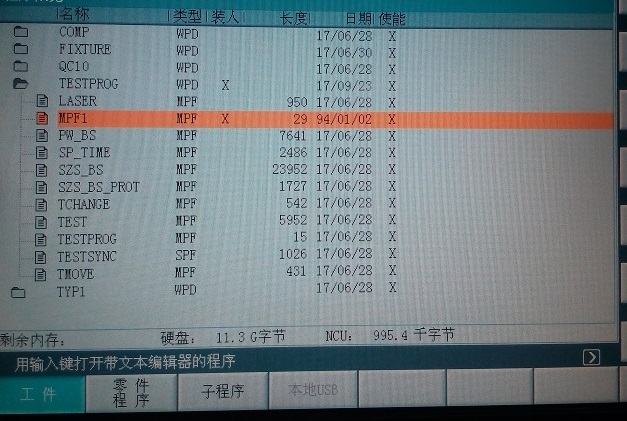 名称 类型 装入 长度 日期 使能
COMP WPD 17/06/28 X
FIXTURE WPD 17/06/30 X
QC10 WPD 17/06/28 X
TESTPROG WPD X 17/09/23 X
LASER MPF 950 17/06/28 X
MPF1 MPF X 29 94/01/02 X
PW_BS MPF 7641 17/06/28 X
SP_TIME MPF 2486 17/06/28 X
SZS_BS MPF 23952 17/06/28 X
SZS_BS_PROT MPF 1727 17/06/28 X
TCHANGE MPF 542 17/06/28 X
TEST MPF 5952 17/06/28 X
TESTPROG MPF 15 17/06/28 X
TESTSYNC SPF 1026 17/06/28 X
TMOVE MPF 431 17/06/28 X
TYP1 WPD 17/06/28 X
剩余内存: 硬盘: 11.3 G字节 NCU: 995.4 千字节
用输入键打开带文本编辑器的程序
工件 零件程序 子程序 本地USB